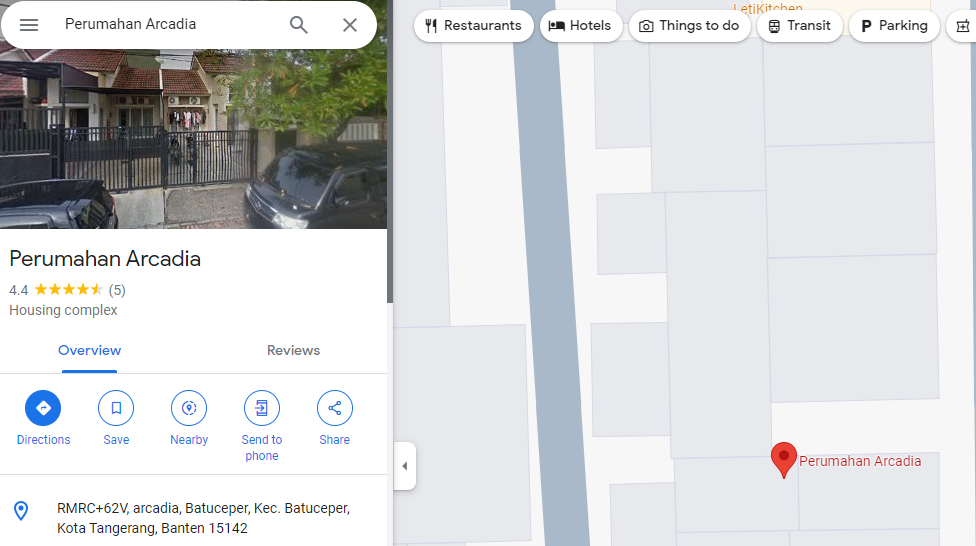 Perumahan Arcadia
Perumahan Arcadia
4.4
(5)
Housing complex
Overview
Reviews
Directions
Save
Nearby
Send to
phone
Share
RMRC+62V, arcadia, Batuceper, Kec. Batuceper,
Kota Tangerang, Banten 15142
LetiKitchen
Restaurants
Hotels
Things to do
Transit
P Parking
Perumahan Arcadia